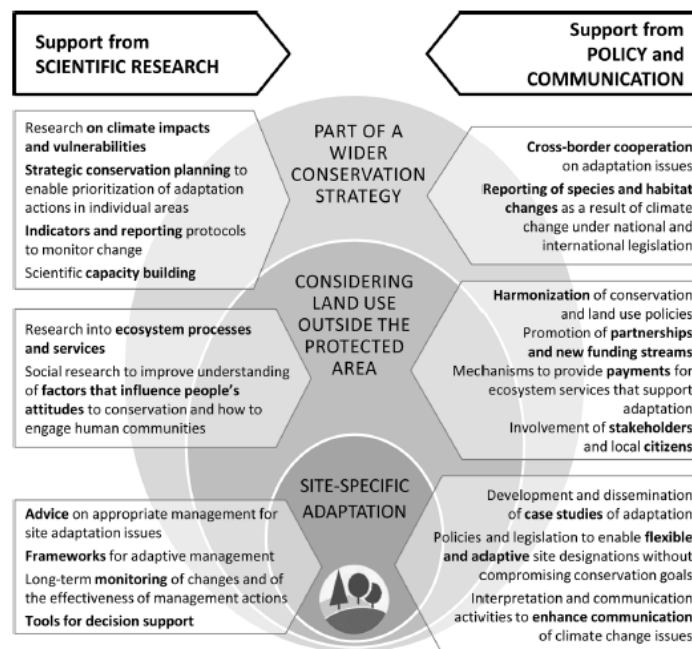 Support from
SCIENTIFIC RESEARCH
Support from
POLICY and
COMMUNICATION
PART OF A
WIDER
CONSERVATION
STRATEGY
Research on climate impacts
and vulnerabilities
Strategic conservation planning to
enable prioritization of adaptation
actions in individual areas
Indicators and reporting protocols
to monitor change
Scientific capacity building
Cross-border cooperation
on adaptation issues
Reporting of species and habitat
changes as a result of climate
change under national and
international legislation
CONSIDERING
LAND USE
OUTSIDE THE
PROTECTED
AREA
Research into ecosystem processes
and services
Social research to improve understanding
of factors that influence people's
attitudes to conservation and how to
engage human communities
Harmonization of conservation
and land use policies
Promotion of partnerships
and new funding streams
Mechanisms to provide payments for
ecosystem services that support
adaptation
Involvement of stakeholders
and local citizens
SITE-SPECIFIC
ADAPTATION
Advice on appropriate management for
site adaptation issues
Frameworks for adaptive management
Long-term monitoring of changes and of
the effectiveness of management actions
Tools for decision support
Development and dissemination
of case studies of adaptation
Policies and legislation to enable flexible
and adaptive site designations without
compromising conservation goals
Interpretation and communication
activities to enhance communication
of climate change issues